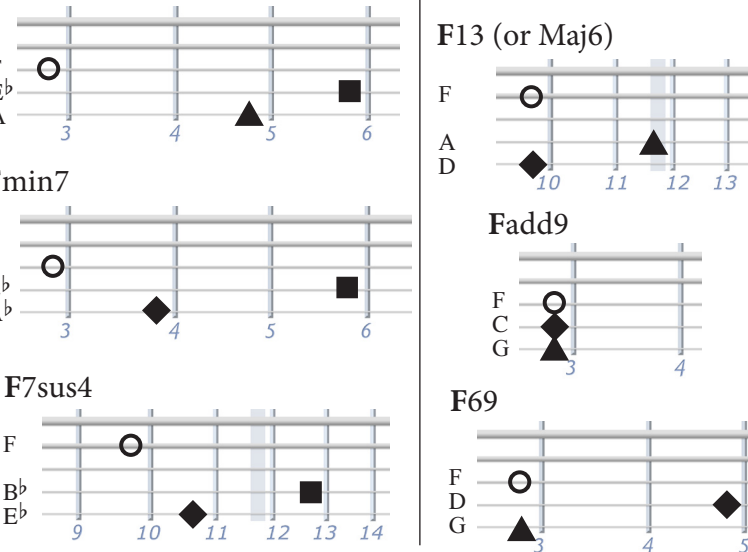 ♭
3 4 5 6
min7
♭
♭
3 4 5 6
F7sus4
F
B♭
E♭
9 10 11 12 13 14
F13 (or Maj6)
F
A
D
10 11 12 13
Fadd9
F
C
G
3 4
F69
F
D
G
3 4 5